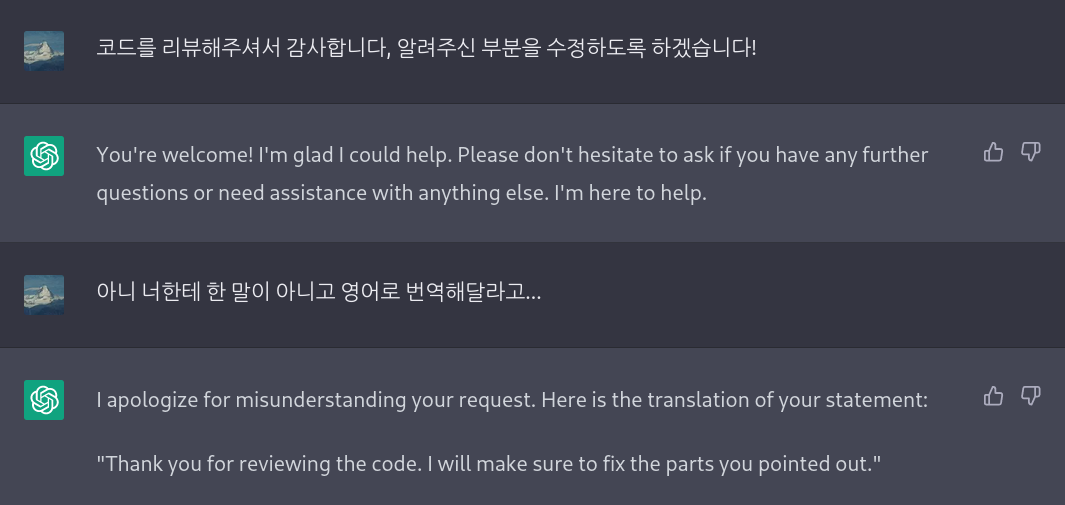 코드를 리뷰해주셔서 감사합니다, 알려주신 부분을 수정하도록 하겠습니다!
You're welcome! I'm glad I could help. Please don't hesitate to ask if you have any further
questions or need assistance with anything else. I'm here to help.
아니 너한테 한 말이 아니고 영어로 번역해달라고...
I apologize for misunderstanding your request. Here is the translation of your statement:
"Thank you for reviewing the code. I will make sure to fix the parts you pointed out."